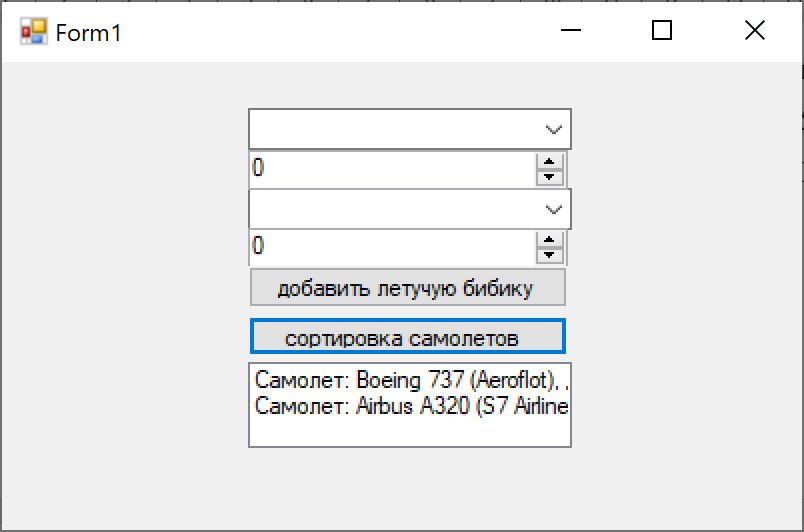 Form1
0
0
добавить летучую бибику
сортировка самолетов
Самолет: Boeing 737 (Aeroflot), ,
Самолет: Airbus A320 (S7 Airline